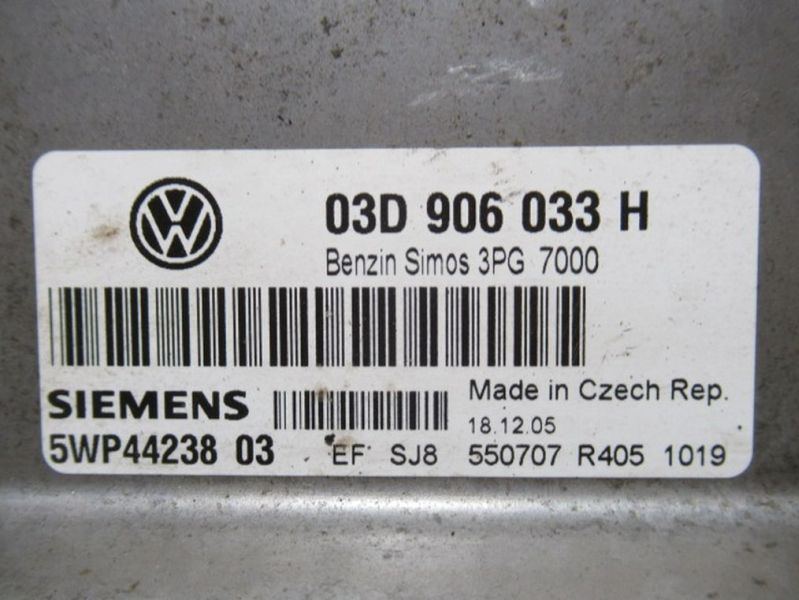 03D 906 033 H
Benzin Simos 3PG 7000
SIEMENS
Made in Czech Rep.
18.12.05
5WP44238 03
EF SJ8 550707 R405 1019